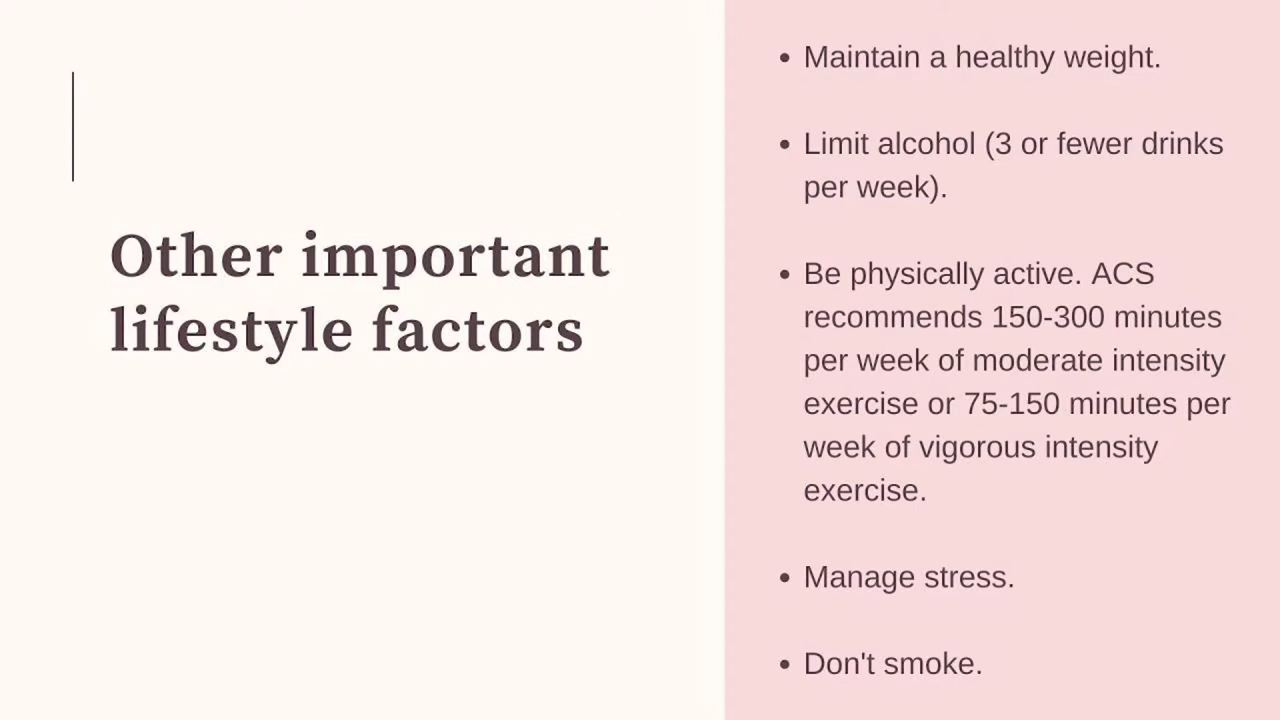 Other important
lifestyle factors
• Maintain a healthy weight.
• Limit alcohol (3 or fewer drinks
per week).
• Be physically active. ACS
recommends 150-300 minutes
per week of moderate intensity
exercise or 75-150 minutes per
week of vigorous intensity
exercise.
• Manage stress.
• Don't smoke.